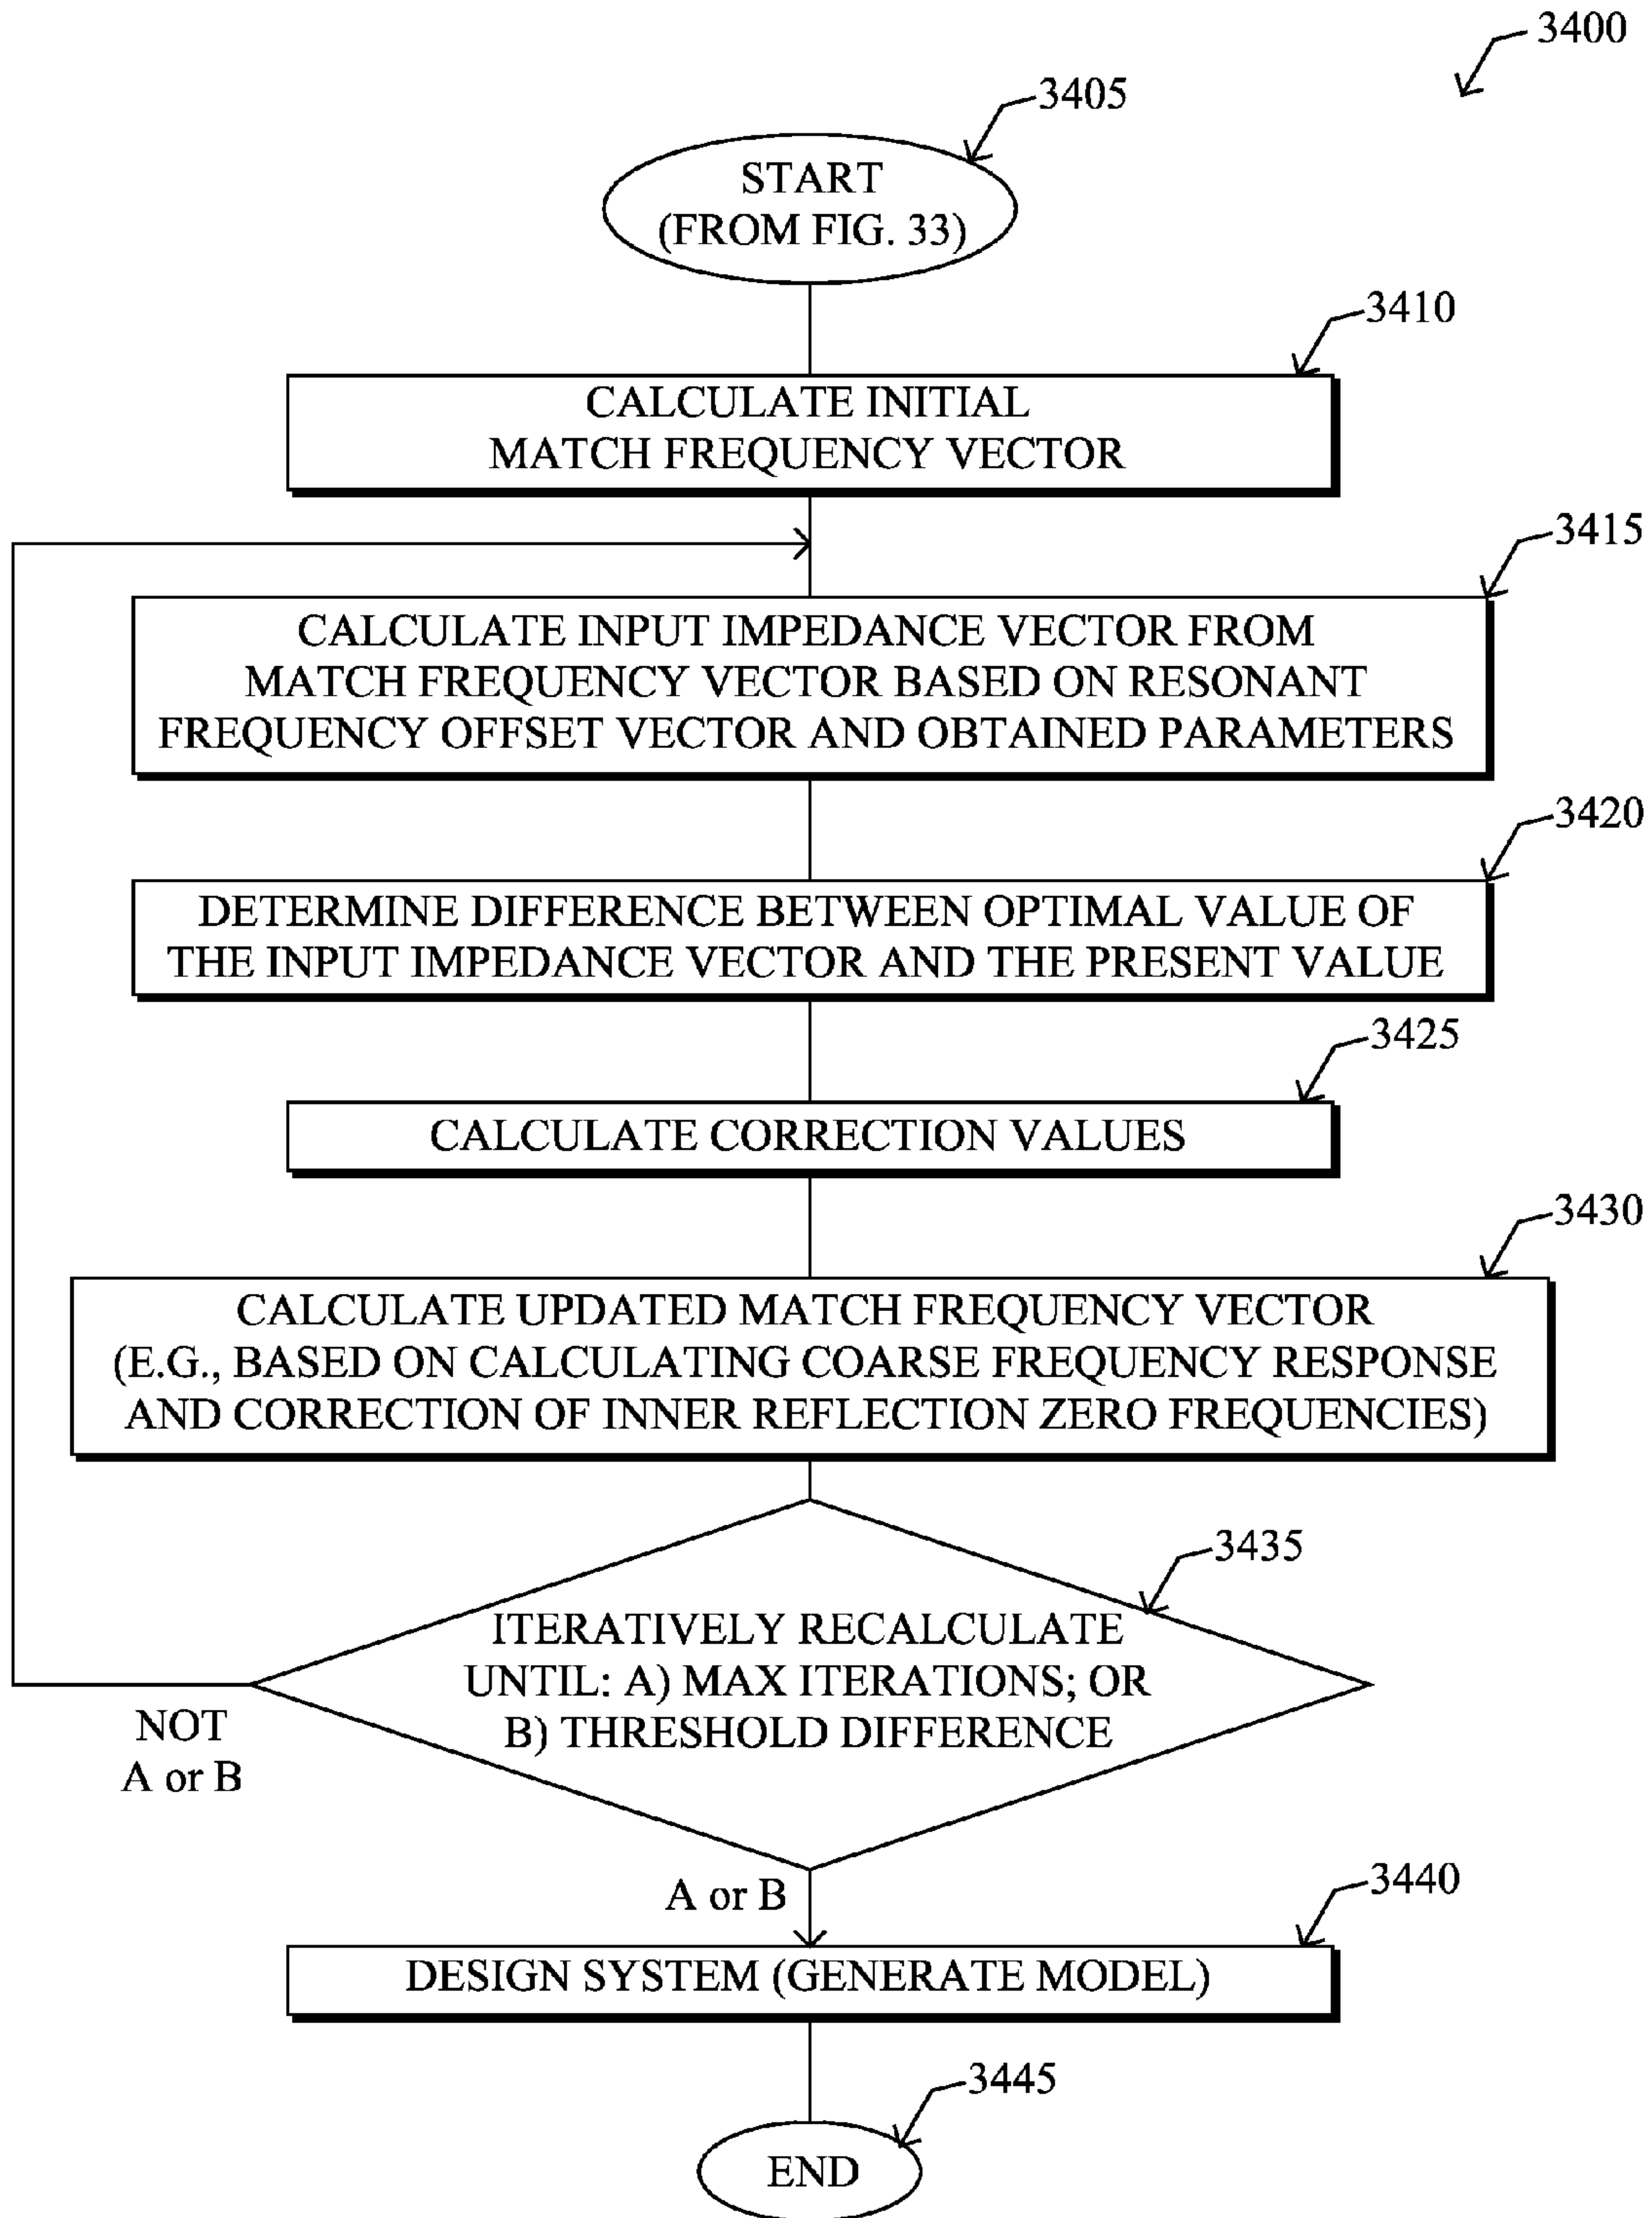 3400
3405
START
(FROM FIG. 33)
3410
CALCULATE INITIAL
MATCH FREQUENCY VECTOR
3415
CALCULATE INPUT IMPEDANCE VECTOR FROM
MATCH FREQUENCY VECTOR BASED ON RESONANT
FREQUENCY OFFSET VECTOR AND OBTAINED PARAMETERS
3420
DETERMINE DIFFERENCE BETWEEN OPTIMAL VALUE OF
THE INPUT IMPEDANCE VECTOR AND THE PRESENT VALUE
3425
CALCULATE CORRECTION VALUES
3430
CALCULATE UPDATED MATCH FREQUENCY VECTOR
(E.G., BASED ON CALCULATING COARSE FREQUENCY RESPONSE
AND CORRECTION OF INNER REFLECTION ZERO FREQUENCIES)
3435
ITERATIVELY RECALCULATE
UNTIL: A) MAX ITERATIONS; OR
B) THRESHOLD DIFFERENCE
NOT
A or B
A or B
3440
DESIGN SYSTEM (GENERATE MODEL)
3445
END